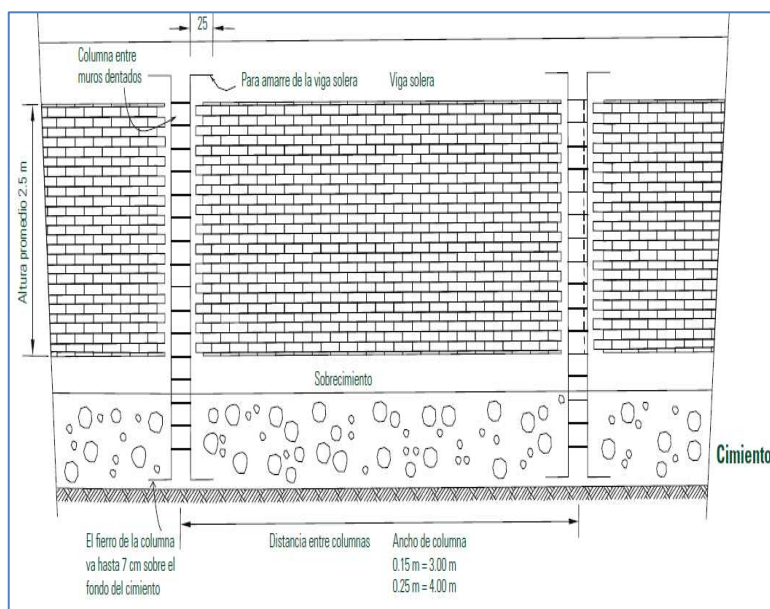 25
Columna entre
muros dentados
Para amarre de la viga solera
Viga solera
Altura promedio 2.5 m
Sobrecimiento
Cimiento
El fierro de la columna
va hasta 7 cm sobre el
fondo del cimiento
Distancia entre columnas
Ancho de columna
0.15 m = 3.00 m
0.25 m = 4.00 m